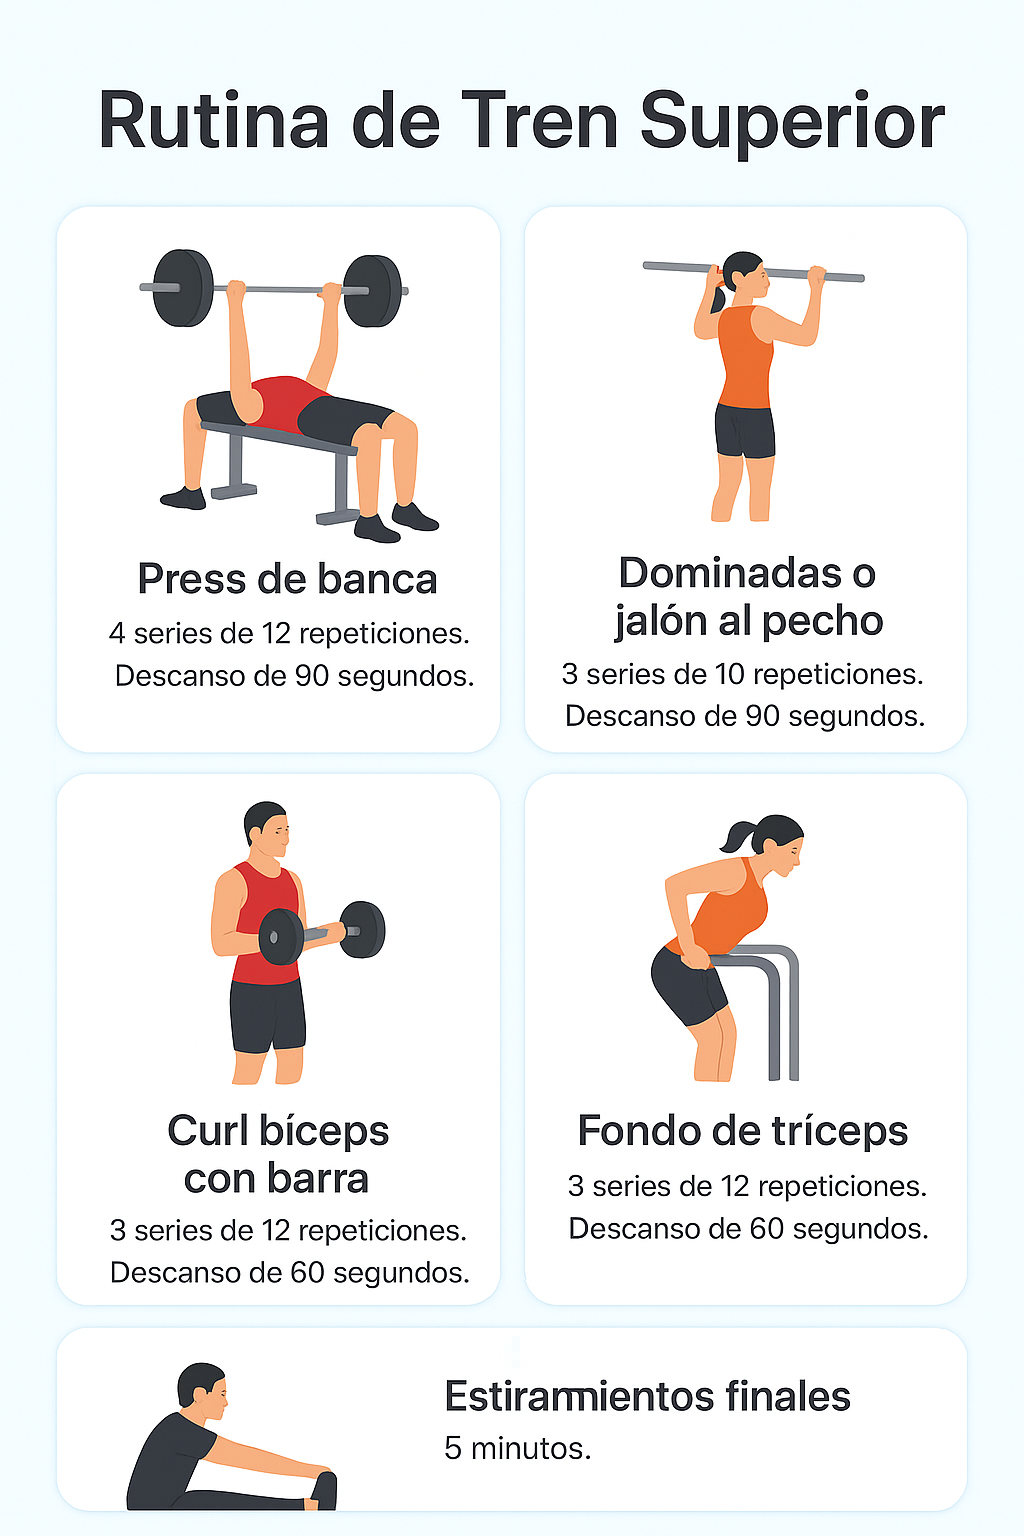 Rutina de Tren Superior
Press de banca
4 series de 12 repeticiones.
Descanso de 90 segundos.
Dominadas o
jalón al pecho
3 series de 10 repeticiones.
Descanso de 90 segundos.
Curl bíceps
con barra
3 series de 12 repeticiones.
Descanso de 60 segundos.
Fondo de tríceps
3 series de 12 repeticiones.
Descanso de 60 segundos.
Estiramientos finales
5 minutos.